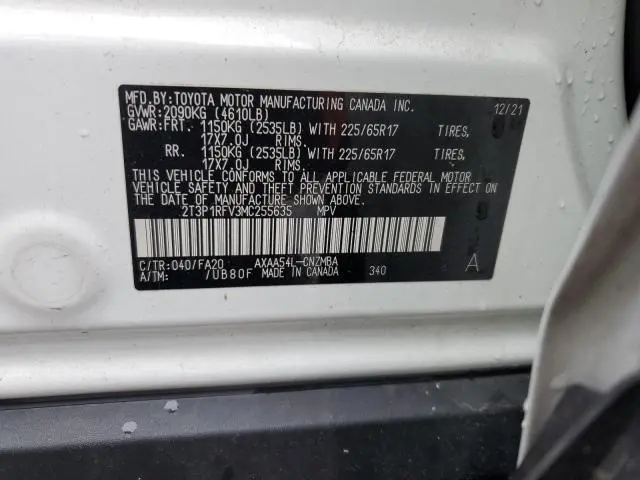 MFD.BY:TOYOTA MOTOR MANUFACTURING CANADA INC. 12/21
GVWR:2090KG (4610LB)
GAWR:FRT. 1150KG (2535LB) WITH 225/65R17 TIRES,
17X7.0J RIMS.
RR. 1150KG (2535LB) WITH 225/65R17 TIRES,
17X7.0J RIMS.
THIS VEHICLE CONFORMS TO ALL APPLICABLE FEDERAL MOTOR
VEHICLE SAFETY AND THEFT PREVENTION STANDARDS IN EFFECT
ON THE DATE OF MANUFACTURE SHOWN ABOVE.
2T3P1RFV3MC255635 MPV
C/TR:040/FA20 AXAA54L-CNZMBA
A/TM: /UB80F MADE IN CANADA 340 A